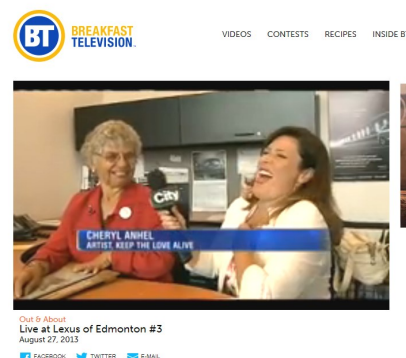 BT
BREAKFAST
TELEVISION
VIDEOS CONTESTS RECIPES INSIDE B
City
CHERYL ANHEL
ARTIST, KEEP THE LOVE ALIVE
Out & About
Live at Lexus of Edmonton #3
August 27, 2013
FACEBOOK TWITTER E-MAIL